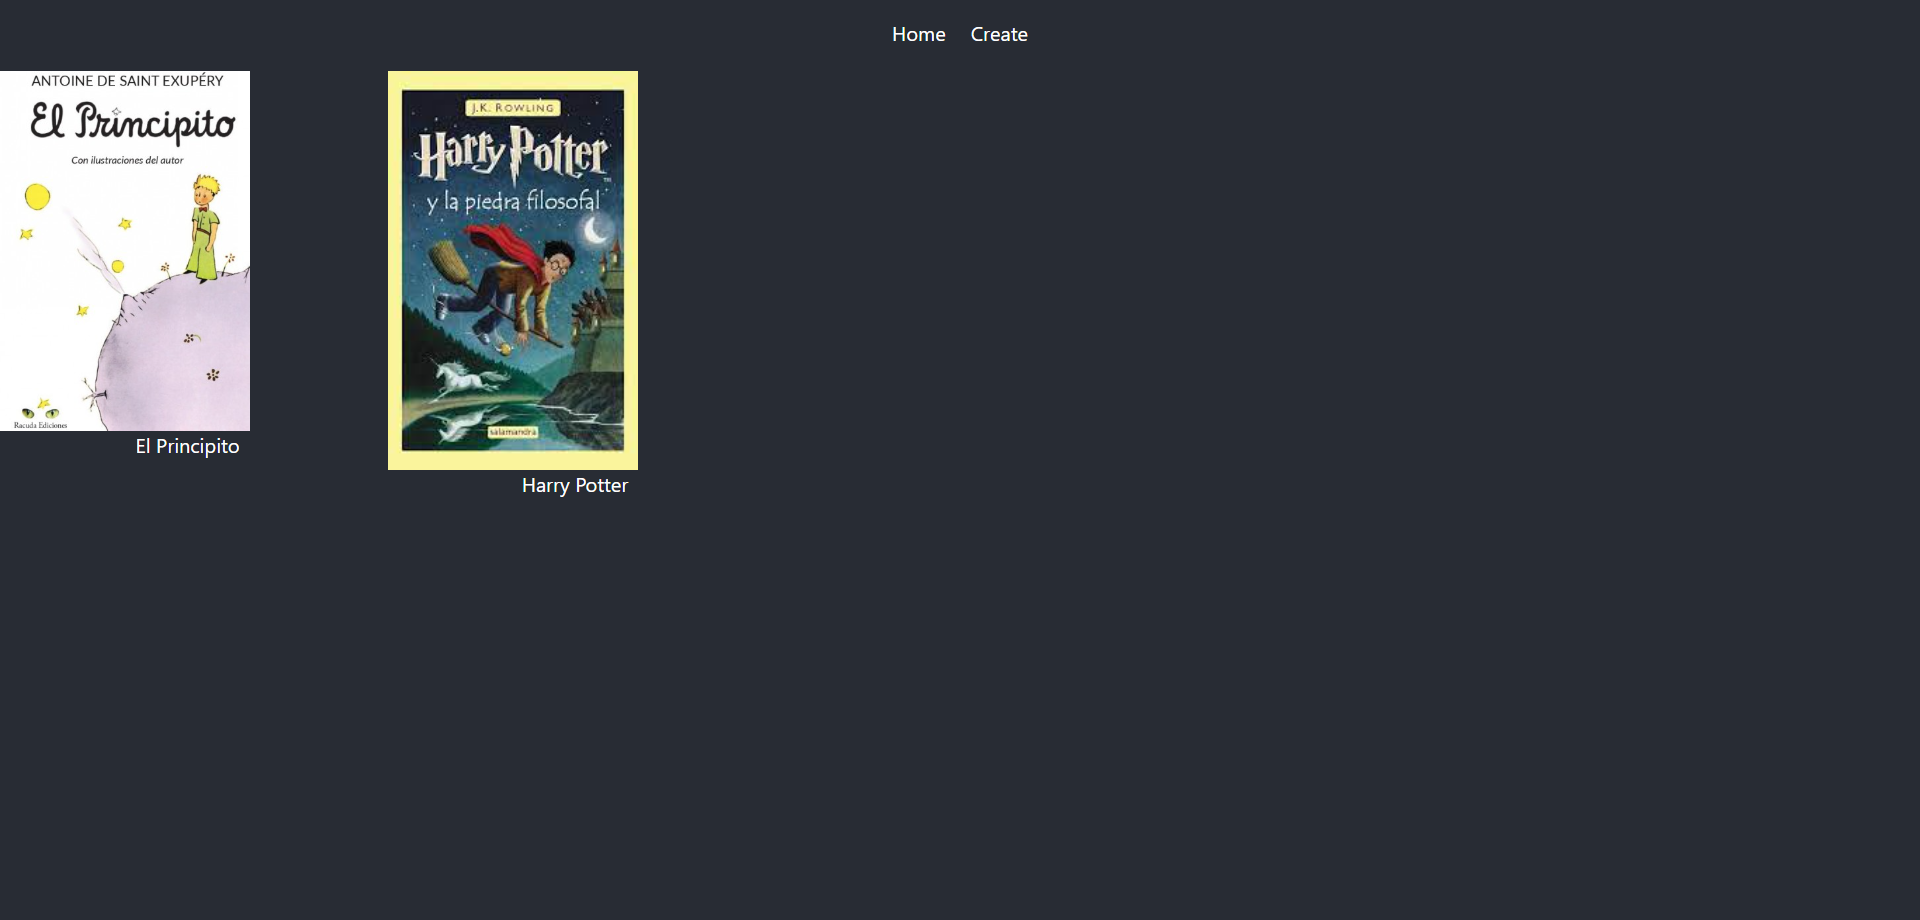 Home Create
ANTOINE DE SAINT EXUPÉRY
El Principito
Con ilustraciones del autor
Racuda Ediciones
El Principito
J.K. ROWLING
Harry Potter
TM
y la piedra filosofal
salamandra
Harry Potter